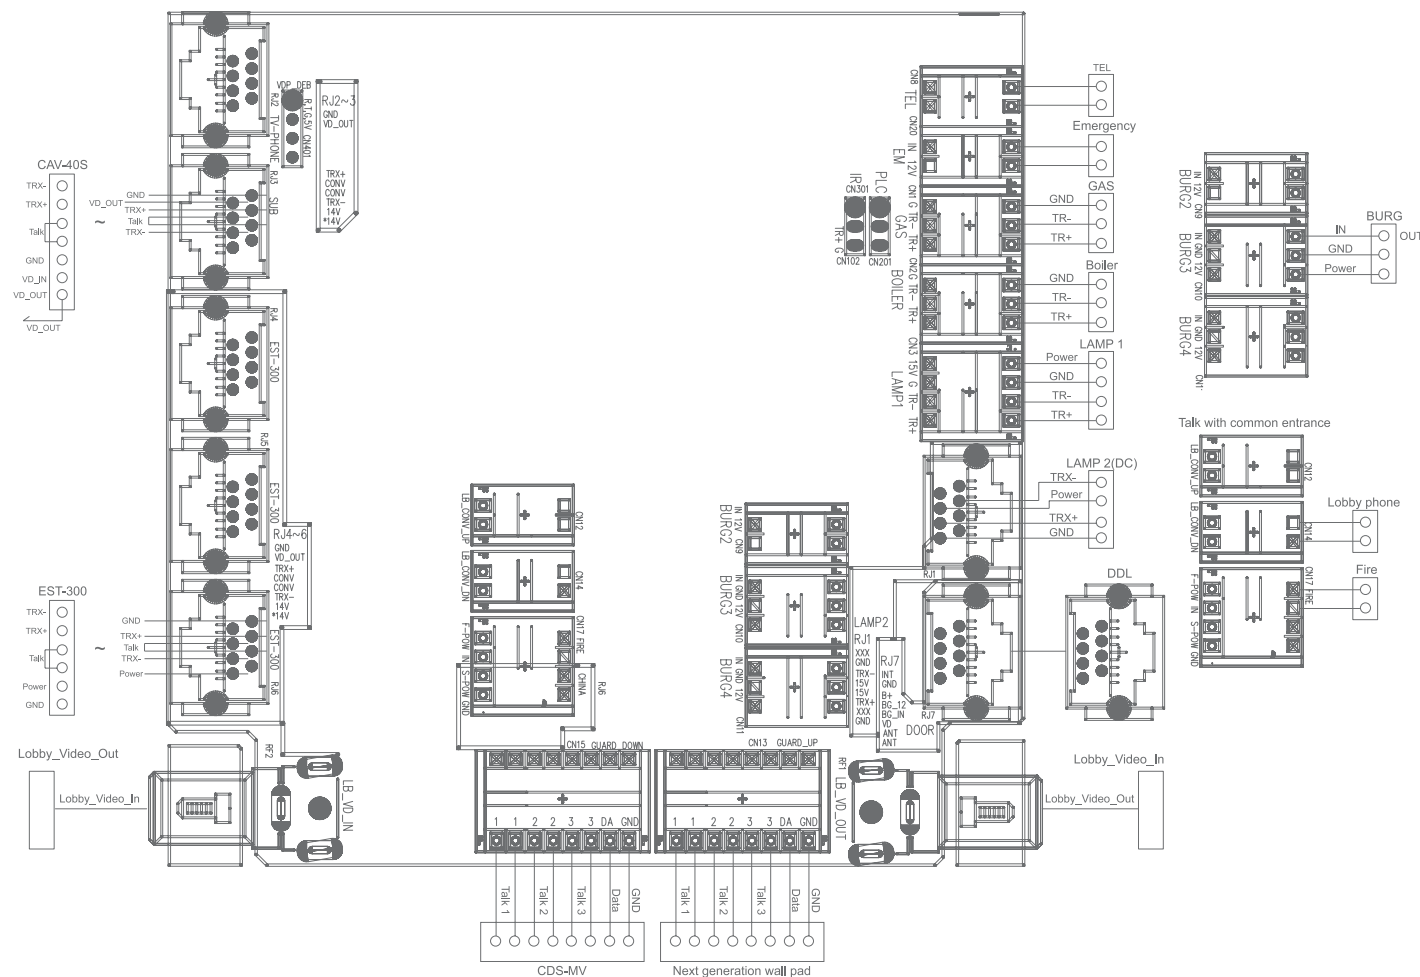 VDP_DEB
RJ2
TV-PHONE
R,T,G,5V CN401
RJ2~3
GND
VD_OUT
TRX+
CONV
CONV
TRX-
14V
*14V
CAV-40S
TRX-
TRX+
Talk
GND
VD_IN
VD_OUT
VD_OUT
~
GND
VD_OUT
TRX+
Talk
TRX-
RJ3
SUB
RJ4
EST-300
RJ5
EST-300
RJ4~6
GND
VD_OUT
TRX+
CONV
CONV
TRX-
14V
*14V
EST-300
TRX-
TRX+
Talk
Power
GND
~
GND
TRX+
Talk
TRX-
Power
EST-300
RJ6
Lobby_Video_Out
Lobby_Video_In
RF2
LB_VD_IN
CN8
TEL
TEL
CN20
IN 12V
EM
Emergency
CN301
IR
TR+ G
CN102
PLC
CN201
CN1 G TR- TR+
GAS
GAS
GND
TR-
TR+
CN2 G TR- TR+
BOILER
Boiler
GND
TR-
TR+
CN3 15V G TR- TR+
LAMP1
LAMP 1
Power
GND
TR-
TR+
LAMP 2(DC)
TRX-
Power
TRX+
GND
RJ1
DDL
IN 12V CN9
BURG2
IN GND 12V
BURG3
CN10
IN GND 12V
BURG4
CN11
BURG
IN
GND
Power
OUT
Talk with common entrance
LB_CONV_UP
CN12
LB_CONV_DN
CN14
Lobby phone
F-POW IN S-POW GND
CN17 FIRE
Fire
LB_CONV_UP
CN12
LB_CONV_DN
CN14
F-POW IN S-POW GND
CN17 FIRE
CHINA
RJ6
IN 12V CN9
BURG2
IN GND 12V
BURG3
CN10
IN GND 12V
BURG4
CN11
LAMP2
RJ1
XXX
GND
TRX-
15V
15V
TRX+
XXX
GND
RJ7
INT
GND
B+
BG_12
BG_IN
VD
ANT
ANT
DOOR
RJ7
CN15 GUARD_DOWN
1 1 2 2 3 3 DA GND
CN13 GUARD_UP
1 1 2 2 3 3 DA GND
LB_VD_OUT
Lobby_Video_In
Lobby_Video_Out
Talk 1
Talk 2
Talk 3
Data
GND
CDS-MV
Talk 1
Talk 2
Talk 3
Data
GND
Next generation wall pad